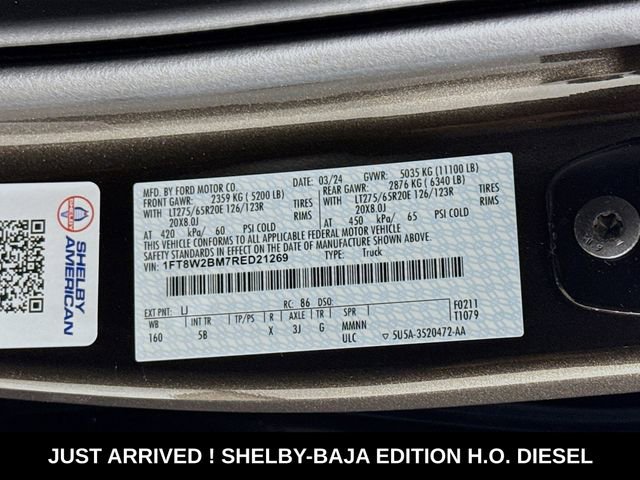 SHELBY
AMERICAN
MFD. BY FORD MOTOR CO.
DATE: 03/24 GVWR: 5035 KG (11100 LB)
FRONT GAWR: 2359 KG ( 5200 LB) REAR GAWR: 2876 KG ( 6340 LB)
WITH LT275/65R20E 126/123R TIRES WITH LT275/65R20E 126/123R TIRES
20X8.0J RIMS 20X8.0J RIMS
AT 420 kPa/ 60 PSI COLD AT 450 kPa/ 65 PSI COLD
THIS VEHICLE CONFORMS TO ALL APPLICABLE FEDERAL MOTOR VEHICLE
SAFETY STANDARDS IN EFFECT ON THE DATE OF MANUFACTURE SHOWN ABOVE.
VIN: 1FT8W2BM7RED21269 TYPE: Truck
EXT PNT: IJ RC: 86 DSO: F0211
WB INT TR TP/PS R AXLE TR SPR T1079
160 5B X 3J G MMNN
ULC ▽ 5U5A-3520472-AA
JUST ARRIVED ! SHELBY-BAJA EDITION H.O. DIESEL